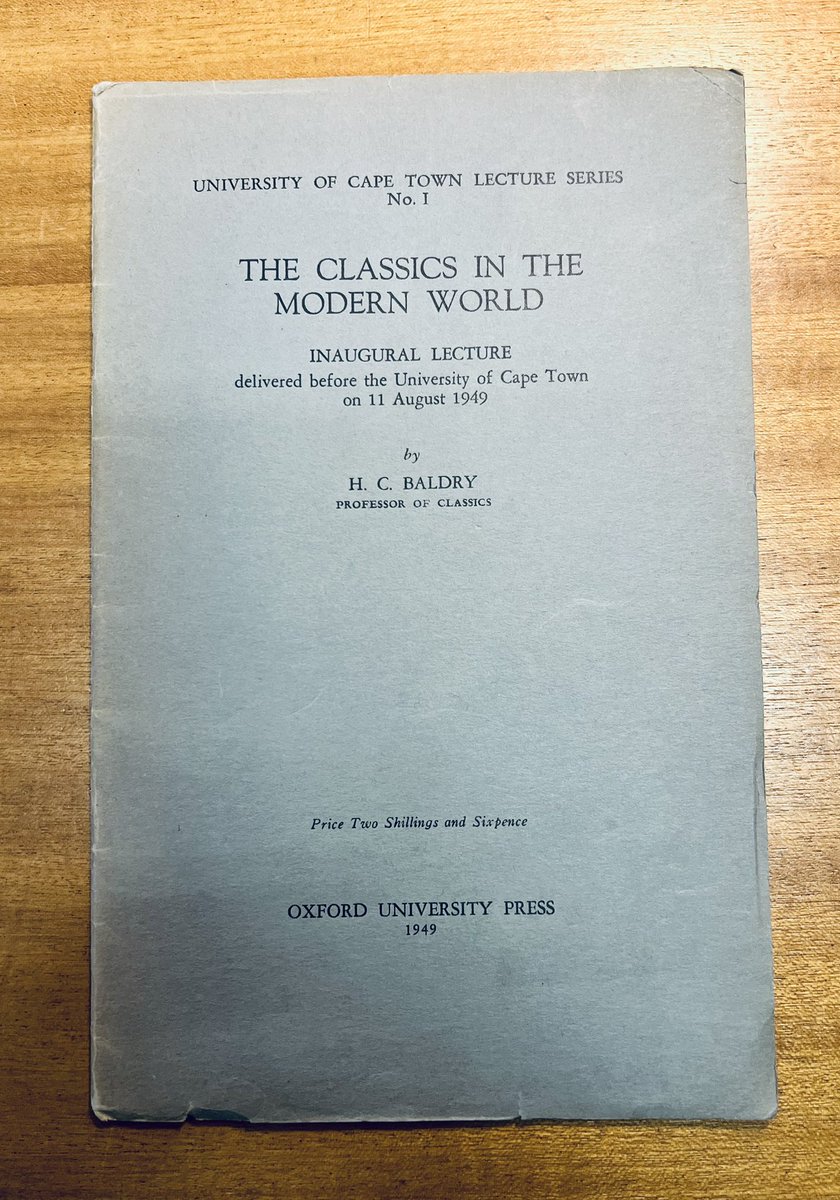 UNIVERSITY OF CAPE TOWN LECTURE SERIES
No. I
THE CLASSICS IN THE
MODERN WORLD
INAUGURAL LECTURE
delivered before the University of Cape Town
on 11 August 1949
by
H. C. BALDRY
PROFESSOR OF CLASSICS
Price Two Shillings and Sixpence
OXFORD UNIVERSITY PRESS
1949